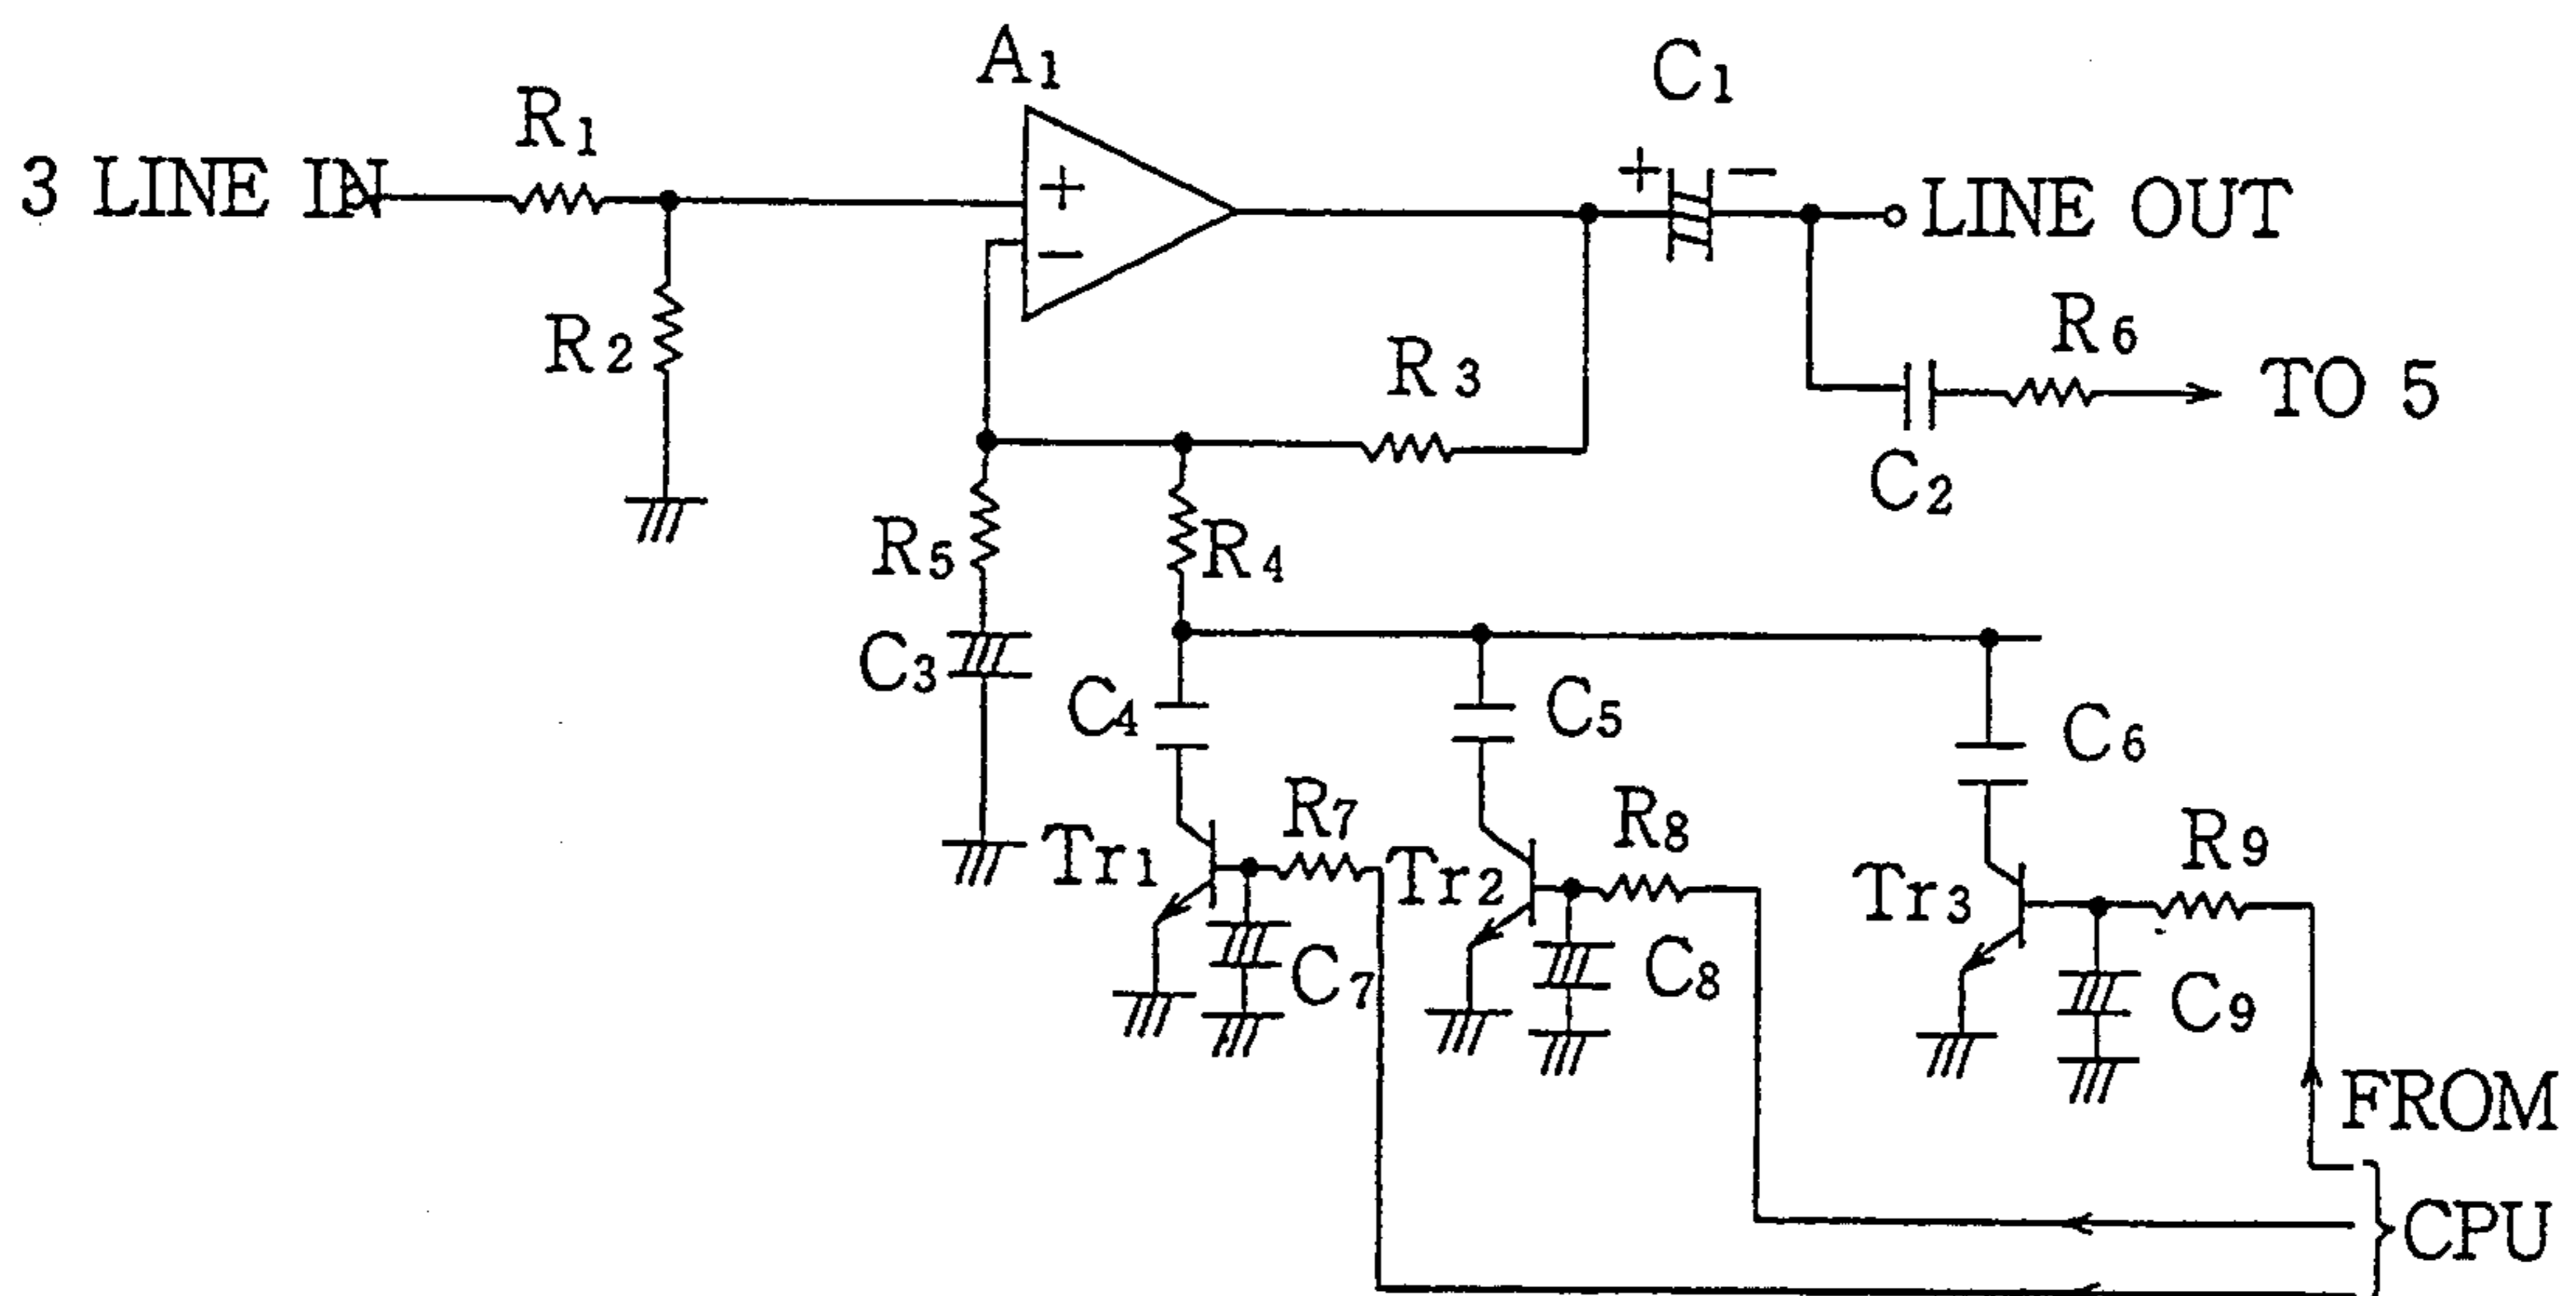 A1
C1
R1
3 LINE IN
+
−
+ −
LINE OUT
R2
R3
R6
TO 5
C2
R5
R4
C3
C4
C5
C6
Tr1
R7
Tr2
R8
Tr3
R9
C7
C8
C9
FROM
CPU